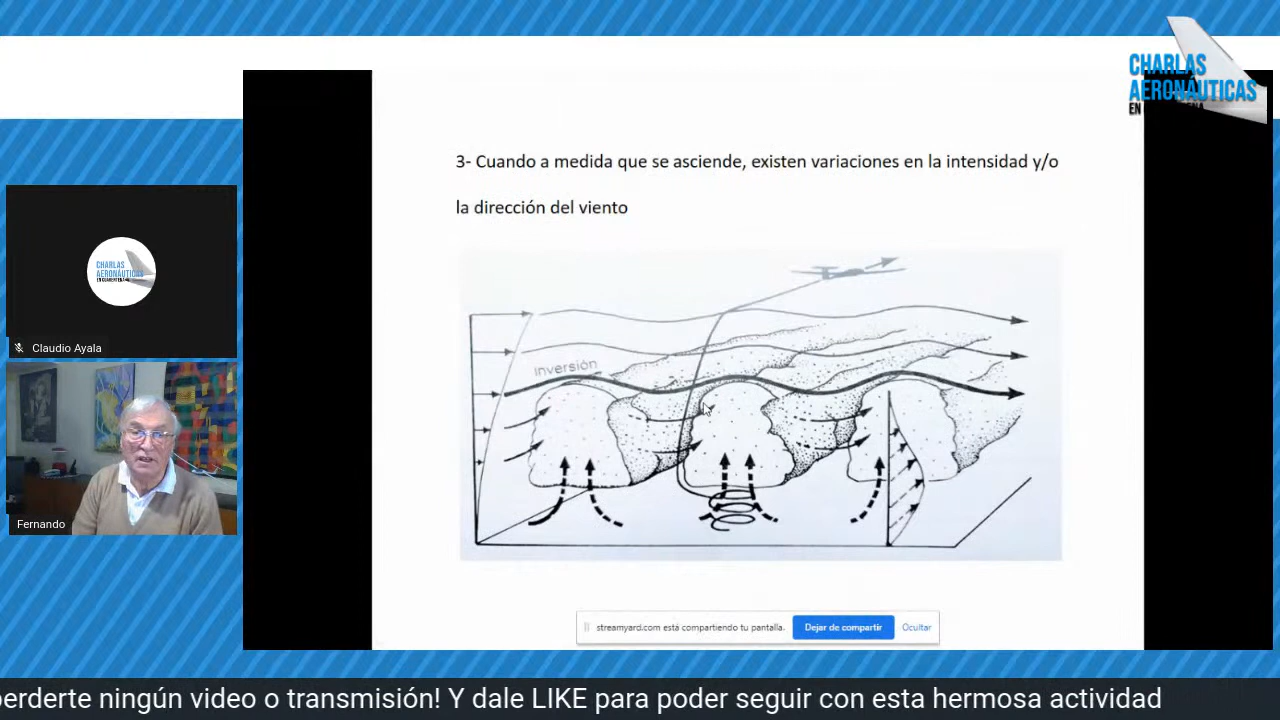 CHARLAS
AERONÁUTICAS
EN
3- Cuando a medida que se asciende, existen variaciones en la intensidad y/o
la dirección del viento
inversión
CHARLAS
AERONÁUTICAS
Claudio Ayala
Fernando
streamyard.com está compartiendo tu pantalla.
Dejar de compartir
Ocultar
perderte ningún video o transmisión! Y dale LIKE para poder seguir con esta hermosa actividad